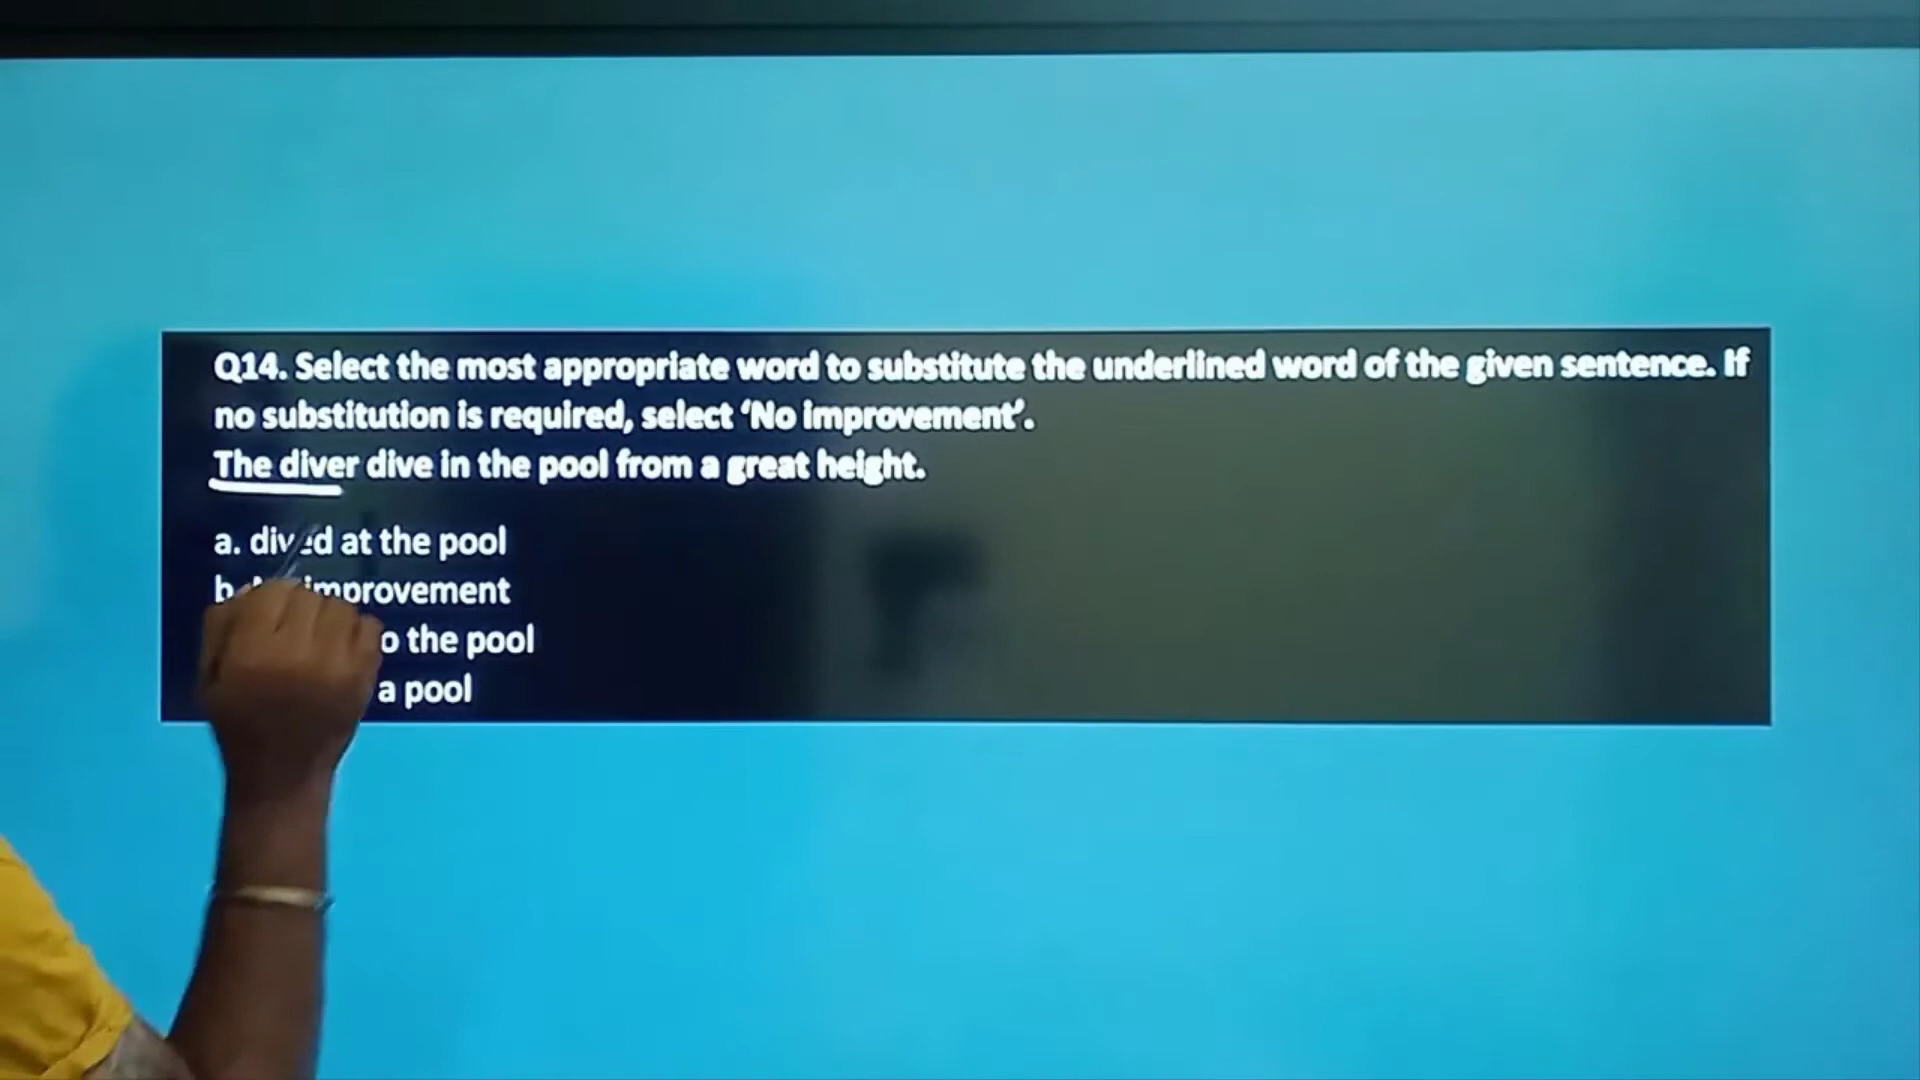 Q14. Select the most appropriate word to substitute the underlined word of the given sentence. If
no substitution is required, select ‘No improvement’.
The diver dive in the pool from a great height.
a. dived at the pool
b improvement
the pool
a pool